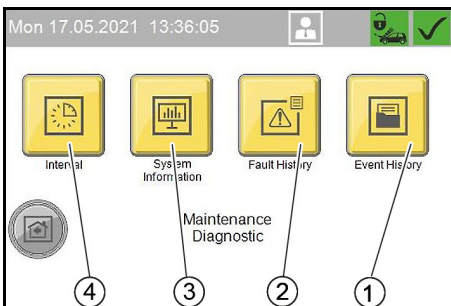 Mon 17.05.2021 13:36:05
Interval
System
Information
Fault History
Event History
Maintenance
Diagnostic
4
3
2
1